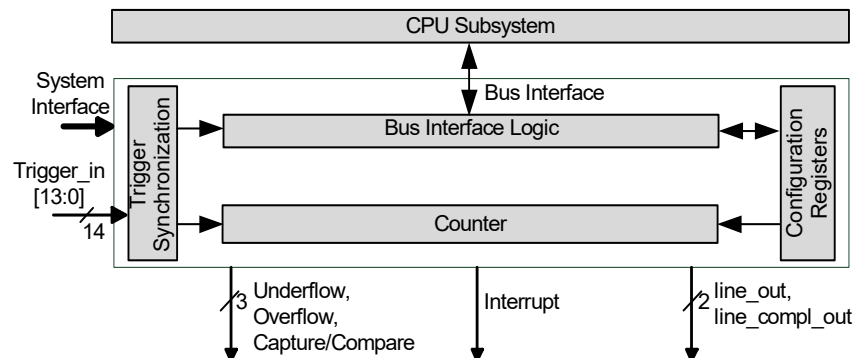 CPU Subsystem
System
Interface
Bus Interface
Bus Interface Logic
Trigger_in
[13:0]
14
Trigger
Synchronization
Configuration
Registers
Counter
3
Underflow,
Overflow,
Capture/Compare
Interrupt
2
line_out,
line_compl_out